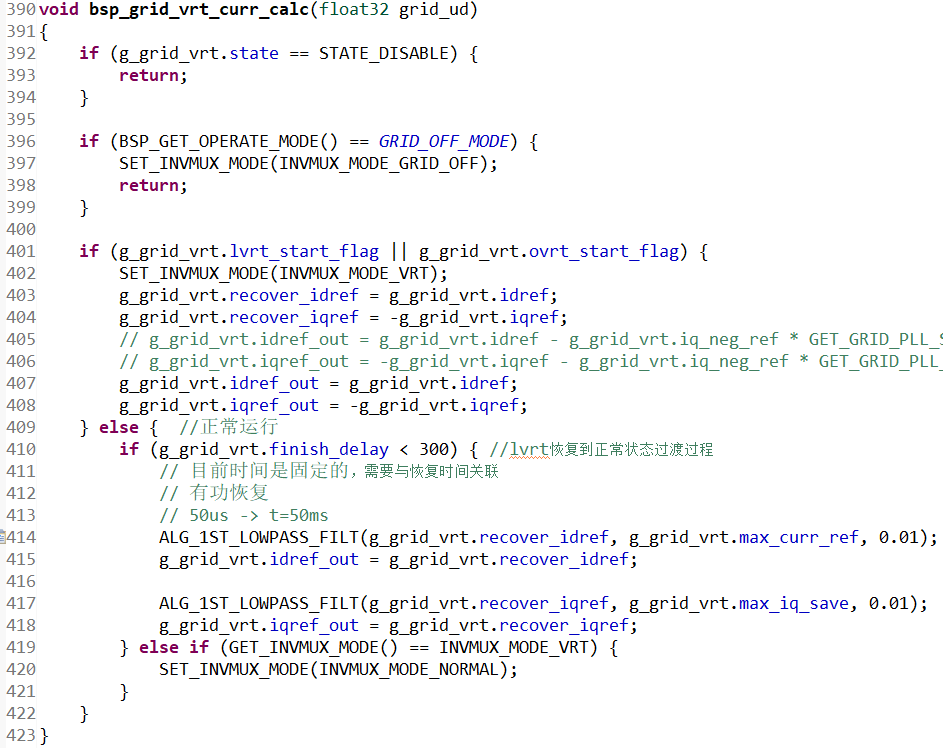 390 void bsp_grid_vrt_curr_calc(float32 grid_ud)
391 {
392     if (g_grid_vrt.state == STATE_DISABLE) {
393         return;
394     }
395
396     if (BSP_GET_OPERATE_MODE() == GRID_OFF_MODE) {
397         SET_INVMUX_MODE(INVMUX_MODE_GRID_OFF);
398         return;
399     }
400
401     if (g_grid_vrt.lvrt_start_flag || g_grid_vrt.ovrt_start_flag) {
402         SET_INVMUX_MODE(INVMUX_MODE_VRT);
403         g_grid_vrt.recover_idref = g_grid_vrt.idref;
404         g_grid_vrt.recover_iqref = -g_grid_vrt.iqref;
405         // g_grid_vrt.idref_out = g_grid_vrt.idref - g_grid_vrt.iq_neg_ref * GET_GRID_PLL_S
406         // g_grid_vrt.iqref_out = -g_grid_vrt.iqref - g_grid_vrt.iq_neg_ref * GET_GRID_PLL_
407         g_grid_vrt.idref_out = g_grid_vrt.idref;
408         g_grid_vrt.iqref_out = -g_grid_vrt.iqref;
409     } else {  //正常运行
410         if (g_grid_vrt.finish_delay < 300) { //lvrt恢复到正常状态过渡过程
411             // 目前时间是固定的，需要与恢复时间关联
412             // 有功恢复
413             // 50us -> t=50ms
414             ALG_1ST_LOWPASS_FILT(g_grid_vrt.recover_idref, g_grid_vrt.max_curr_ref, 0.01);
415             g_grid_vrt.idref_out = g_grid_vrt.recover_idref;
416
417             ALG_1ST_LOWPASS_FILT(g_grid_vrt.recover_iqref, g_grid_vrt.max_iq_save, 0.01);
418             g_grid_vrt.iqref_out = g_grid_vrt.recover_iqref;
419         } else if (GET_INVMUX_MODE() == INVMUX_MODE_VRT) {
420             SET_INVMUX_MODE(INVMUX_MODE_NORMAL);
421         }
422     }
423 }